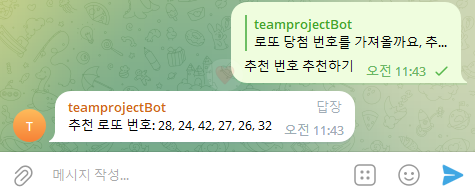 teamprojectBot
로또 당첨 번호를 가져올까요, 추...
추천 번호 추천하기
오전 11:43
teamprojectBot
답장
추천 로또 번호: 28, 24, 42, 27, 26, 32
오전 11:43
T
메시지 작성...